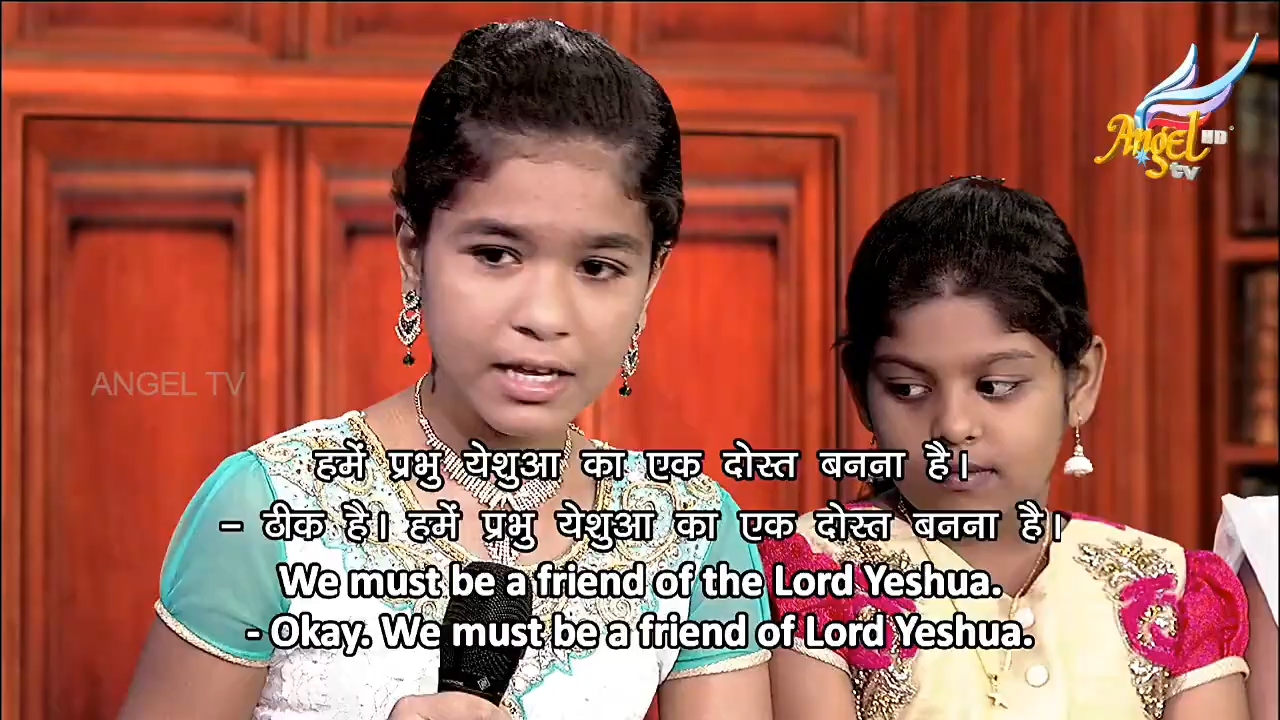 Angel HD
tv
ANGEL TV
हमें प्रभु येशुआ का एक दोस्त बनना है।
- ठीक है। हमें प्रभु येशुआ का एक दोस्त बनना है।
We must be a friend of the Lord Yeshua.
- Okay. We must be a friend of Lord Yeshua.